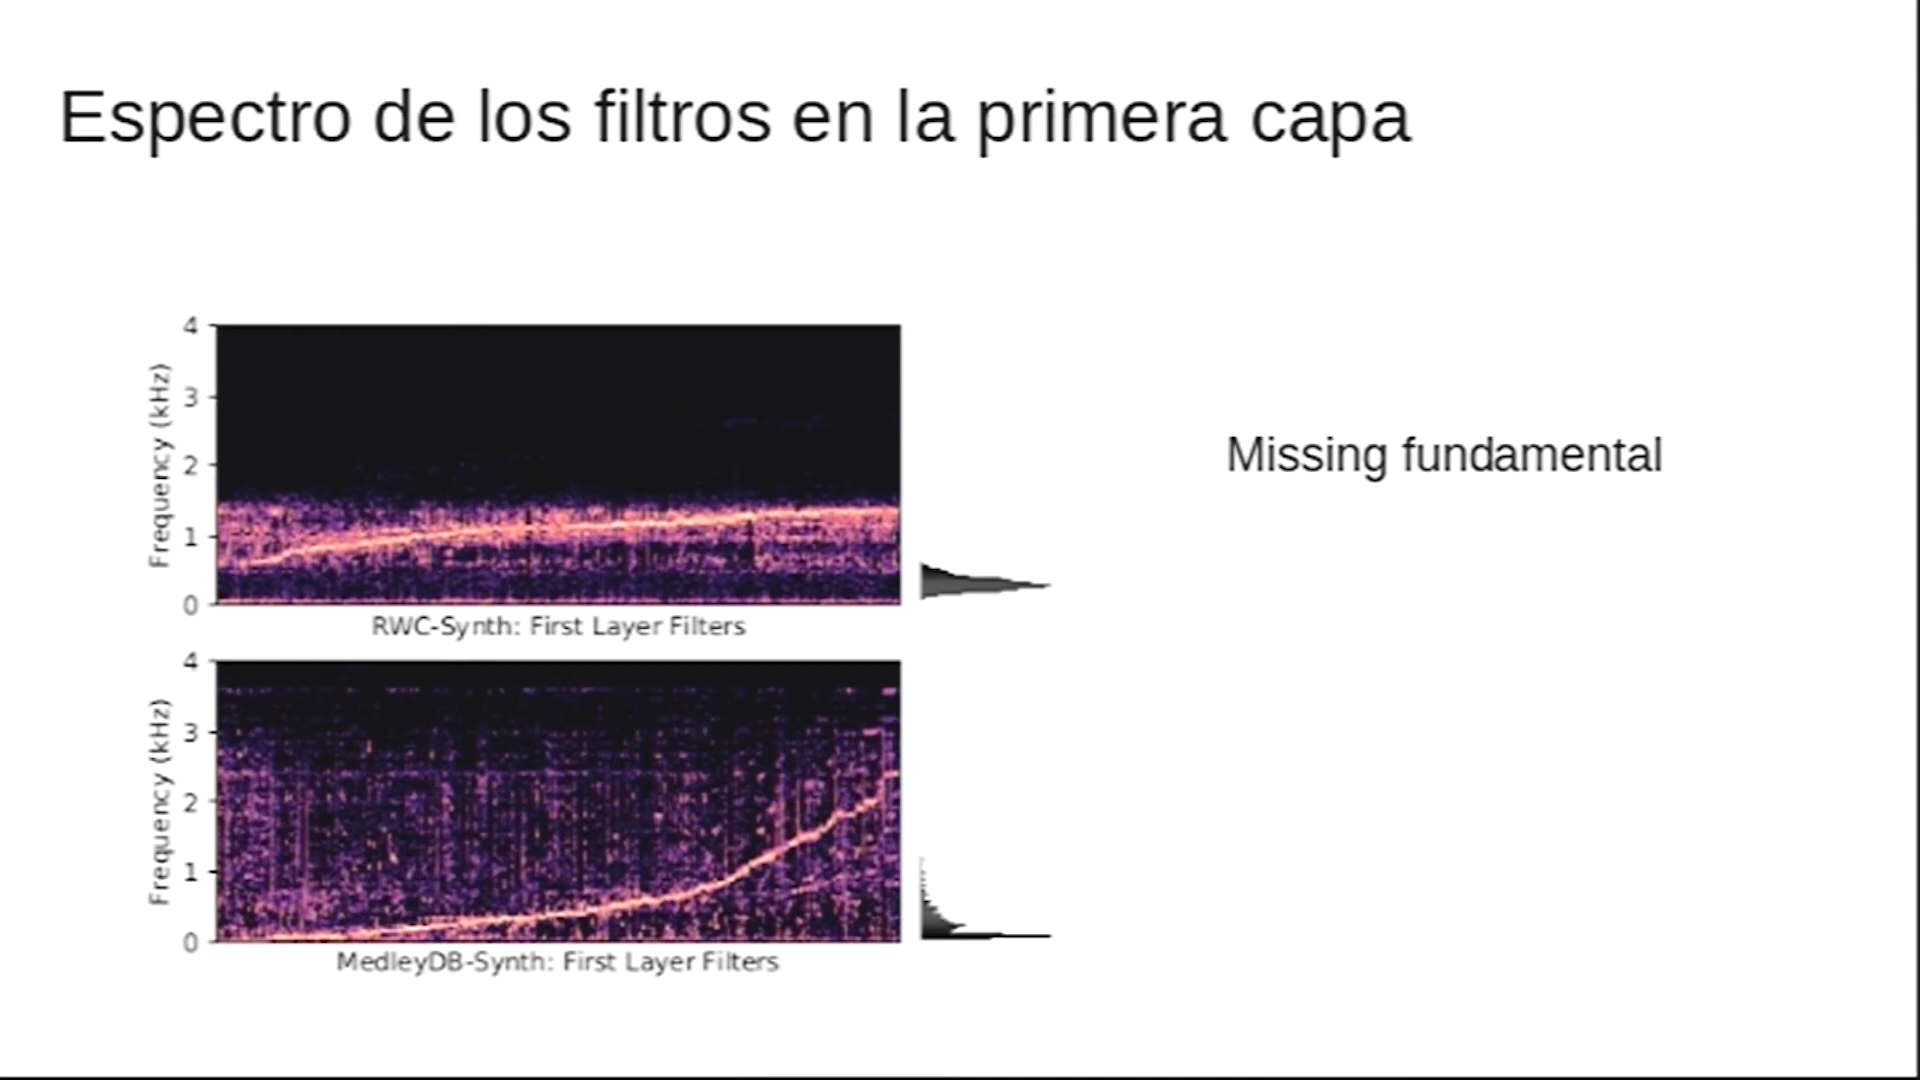 Espectro de los filtros en la primera capa
4
3
2
1
0
Frequency (kHz)
RWC-Synth: First Layer Filters
Missing fundamental
4
3
2
1
0
Frequency (kHz)
MedleyDB-Synth: First Layer Filters